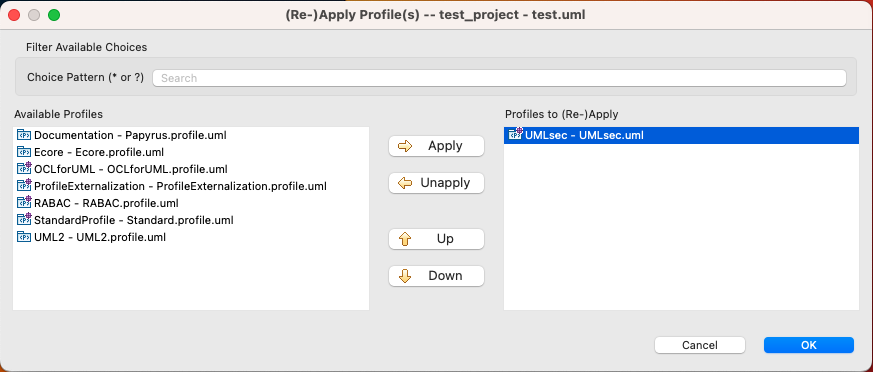 (Re-)Apply Profile(s) -- test_project - test.uml
Filter Available Choices
Choice Pattern (* or ?)
Search
Available Profiles
Documentation - Papyrus.profile.uml
Ecore - Ecore.profile.uml
OCLforUML - OCLforUML.profile.uml
ProfileExternalization - ProfileExternalization.profile.uml
RABAC - RABAC.profile.uml
StandardProfile - Standard.profile.uml
UML2 - UML2.profile.uml
Apply
Unapply
Up
Down
Profiles to (Re-)Apply
UMLsec - UMLsec.uml
Cancel
OK